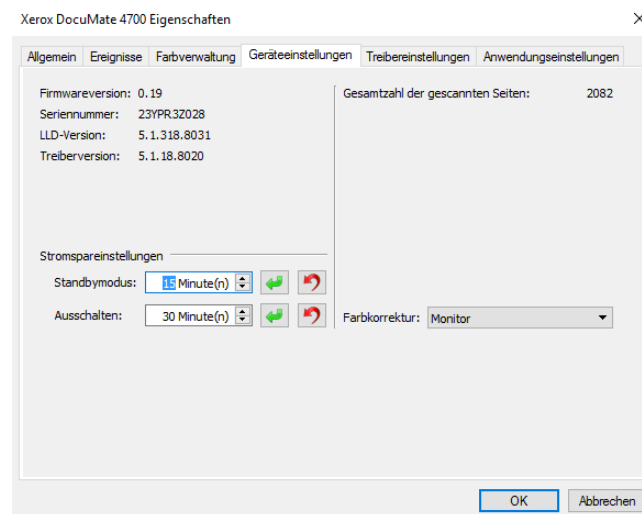 Xerox DocuMate 4700 Eigenschaften
Allgemein Ereignisse Farbverwaltung Geräteeinstellungen Treibereinstellungen Anwendungseinstellungen
Firmwareversion: 0.19
Seriennummer: 23YPR3Z028
LLD-Version: 5.1.318.8031
Treiberversion: 5.1.18.8020
Gesamtzahl der gescannten Seiten: 2082
Stromspareinstellungen
Standbymodus: 15 Minute(n)
Ausschalten: 30 Minute(n)
Farbkorrektur: Monitor
OK Abbrechen